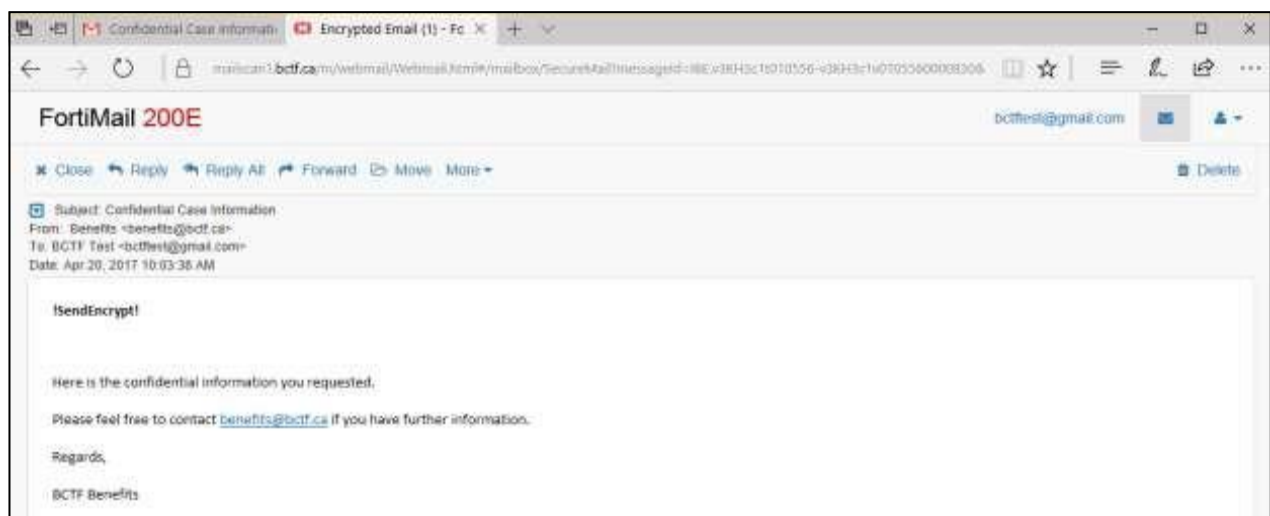 Confidential Case Informati
Encrypted Email (1) - Fo
bctf.ca
FortiMail 200E
bctftest@gmail.com
Close Reply Reply All Forward Move More
Delete
Subject: Confidential Case Information
From: Benefits <benefits@bctf.ca>
To: BCTF Test <bctftest@gmail.com>
Date: Apr 20, 2017 10:03:38 AM
!SendEncrypt!
Here is the confidential information you requested.
Please feel free to contact benefits@bctf.ca if you have further information.
Regards,
BCTF Benefits